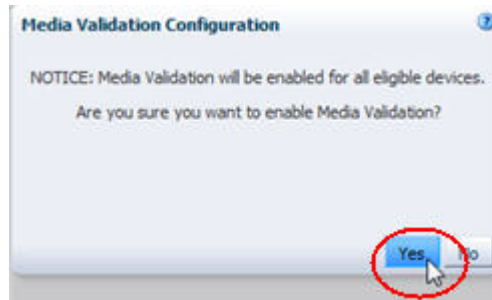 Media Validation Configuration
NOTICE: Media Validation will be enabled for all eligible devices.
Are you sure you want to enable Media Validation?
Yes No